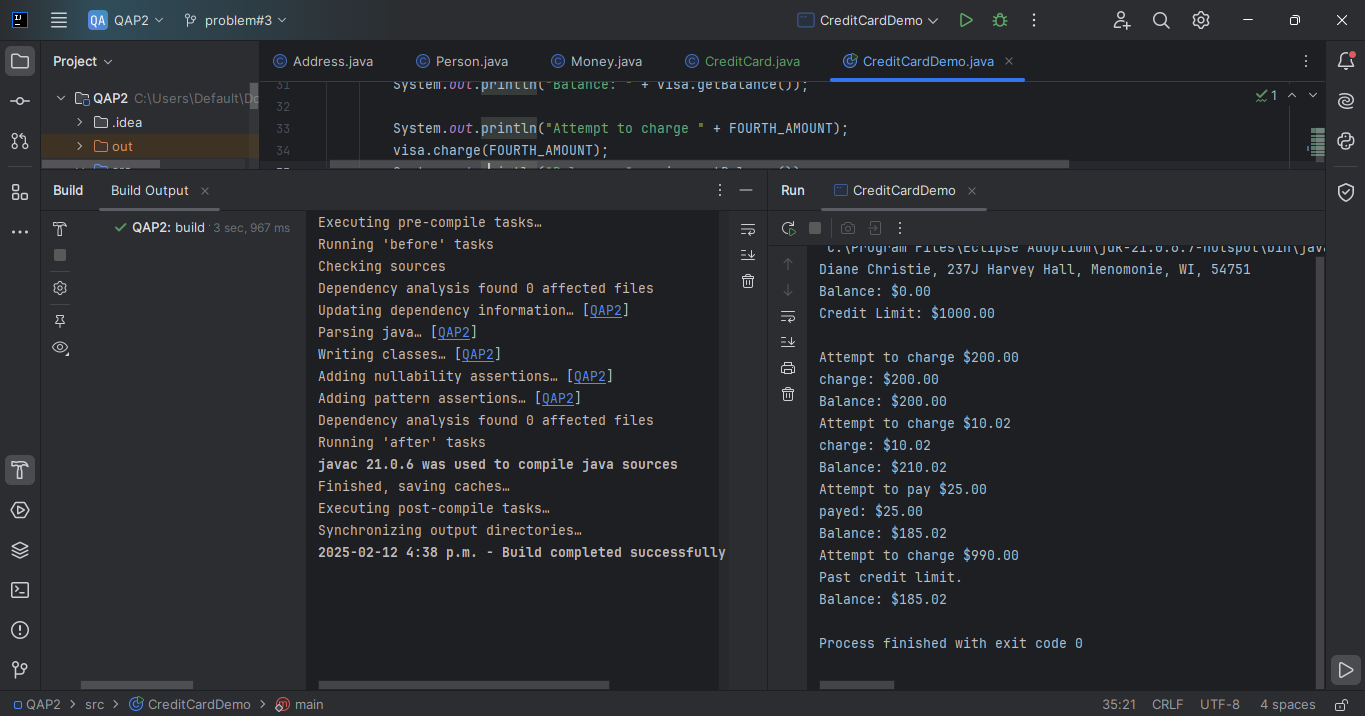 QA QAP2 problem#3 CreditCardDemo
Project
Address.java Person.java Money.java CreditCard.java CreditCardDemo.java
QAP2 C:\Users\Default\Do
.idea
out
31 System.out.println("Balance: " + visa.getBalance());
32
33 System.out.println("Attempt to charge " + FOURTH_AMOUNT);
34 visa.charge(FOURTH_AMOUNT);
1
Build Build Output
QAP2: build 3 sec, 967 ms
Executing pre-compile tasks…
Running 'before' tasks
Checking sources
Dependency analysis found 0 affected files
Updating dependency information… [QAP2]
Parsing java… [QAP2]
Writing classes… [QAP2]
Adding nullability assertions… [QAP2]
Adding pattern assertions… [QAP2]
Dependency analysis found 0 affected files
Running 'after' tasks
javac 21.0.6 was used to compile java sources
Finished, saving caches…
Executing post-compile tasks…
Synchronizing output directories…
2025-02-12 4:38 p.m. - Build completed successfully
Run CreditCardDemo
"C:\Program Files\Eclipse Adoptium\jdk-21.0.6.7-hotspot\bin\java
Diane Christie, 237J Harvey Hall, Menomonie, WI, 54751
Balance: $0.00
Credit Limit: $1000.00
Attempt to charge $200.00
charge: $200.00
Balance: $200.00
Attempt to charge $10.02
charge: $10.02
Balance: $210.02
Attempt to pay $25.00
payed: $25.00
Balance: $185.02
Attempt to charge $990.00
Past credit limit.
Balance: $185.02
Process finished with exit code 0
QAP2 > src > CreditCardDemo > main
35:21 CRLF UTF-8 4 spaces